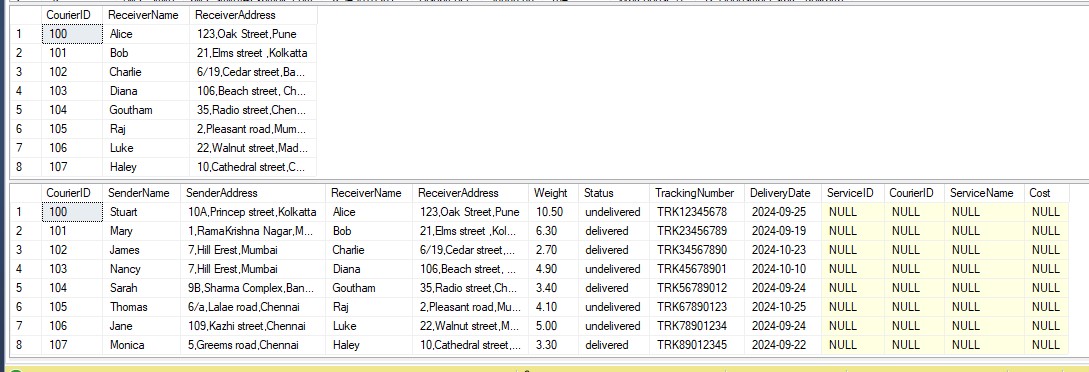 CourierID ReceiverName ReceiverAddress
1 100 Alice 123,Oak Street,Pune
2 101 Bob 21,Elms street ,Kolkatta
3 102 Charlie 6/19,Cedar street,Ba...
4 103 Diana 106,Beach street, Ch...
5 104 Goutham 35,Radio street,Chen...
6 105 Raj 2,Pleasant road,Mum...
7 106 Luke 22,Walnut street,Mad...
8 107 Haley 10,Cathedral street,C...
CourierID SenderName SenderAddress ReceiverName ReceiverAddress Weight Status TrackingNumber DeliveryDate ServiceID CourierID ServiceName Cost
1 100 Stuart 10A,Princep street,Kolkatta Alice 123,Oak Street,Pune 10.50 undelivered TRK12345678 2024-09-25 NULL NULL NULL NULL
2 101 Mary 1,RamaKrishna Nagar,M... Bob 21,Elms street ,Kol... 6.30 delivered TRK23456789 2024-09-19 NULL NULL NULL NULL
3 102 James 7,Hill Erest,Mumbai Charlie 6/19,Cedar street,... 2.70 delivered TRK34567890 2024-10-23 NULL NULL NULL NULL
4 103 Nancy 7,Hill Erest,Mumbai Diana 106,Beach street, ... 4.90 undelivered TRK45678901 2024-10-10 NULL NULL NULL NULL
5 104 Sarah 9B,Sharma Complex,Ban... Goutham 35,Radio street,Ch... 3.40 delivered TRK56789012 2024-09-24 NULL NULL NULL NULL
6 105 Thomas 6/a,Lalae road,Chennai Raj 2,Pleasant road,Mu... 4.10 undelivered TRK67890123 2024-10-25 NULL NULL NULL NULL
7 106 Jane 109,Kazhi street,Chennai Luke 22,Walnut street,M... 5.00 undelivered TRK78901234 2024-09-24 NULL NULL NULL NULL
8 107 Monica 5,Greems road,Chennai Haley 10,Cathedral street,... 3.30 delivered TRK89012345 2024-09-22 NULL NULL NULL NULL